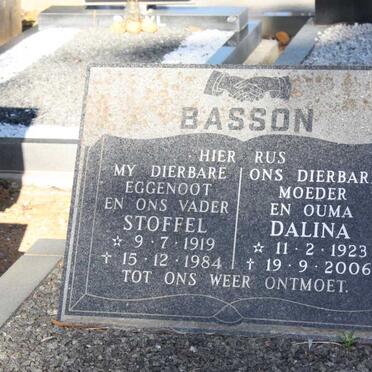 BASSON
HIER RUS
MY DIERBARE
EGGENOOT
EN ONS VADER
STOFFEL
☆ 9·7·1919
† 15·12·1984
ONS DIERBARE
MOEDER
EN OUMA
DALINA
☆ 11·2·1923
† 19·9·2006
TOT ONS WEER ONTMOET.